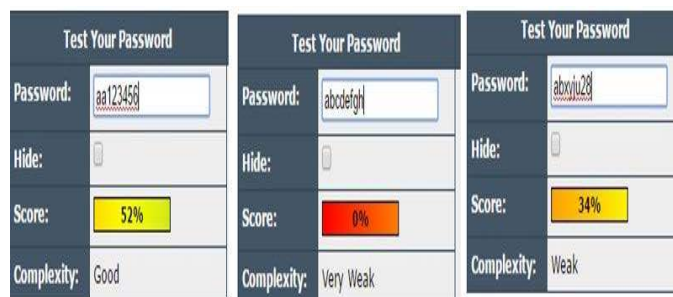 Test Your Password
Password: aa123456
Hide:
Score: 52%
Complexity: Good
Test Your Password
Password: abcdefgh
Hide:
Score: 0%
Complexity: Very Weak
Test Your Password
Password: abxyju28
Hide:
Score: 34%
Complexity: Weak